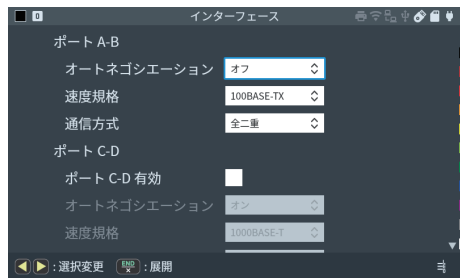 0 インターフェース
ポート A-B
オートネゴシエーション オフ
速度規格 100BASE-TX
通信方式 全二重
ポート C-D
ポート C-D 有効
オートネゴシエーション オン
速度規格 1000BASE-T
:選択変更 END × :展開